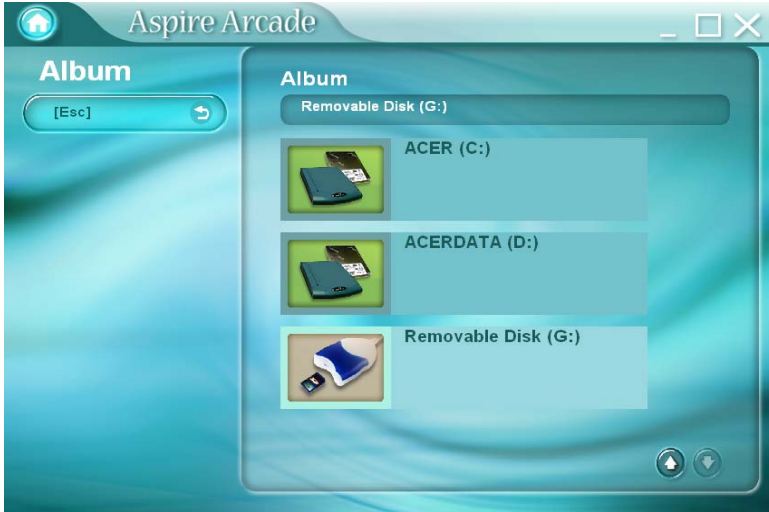 Aspire Arcade
Album
[Esc]
Album
Removable Disk (G:)
ACER (C:)
ACERDATA (D:)
Removable Disk (G:)